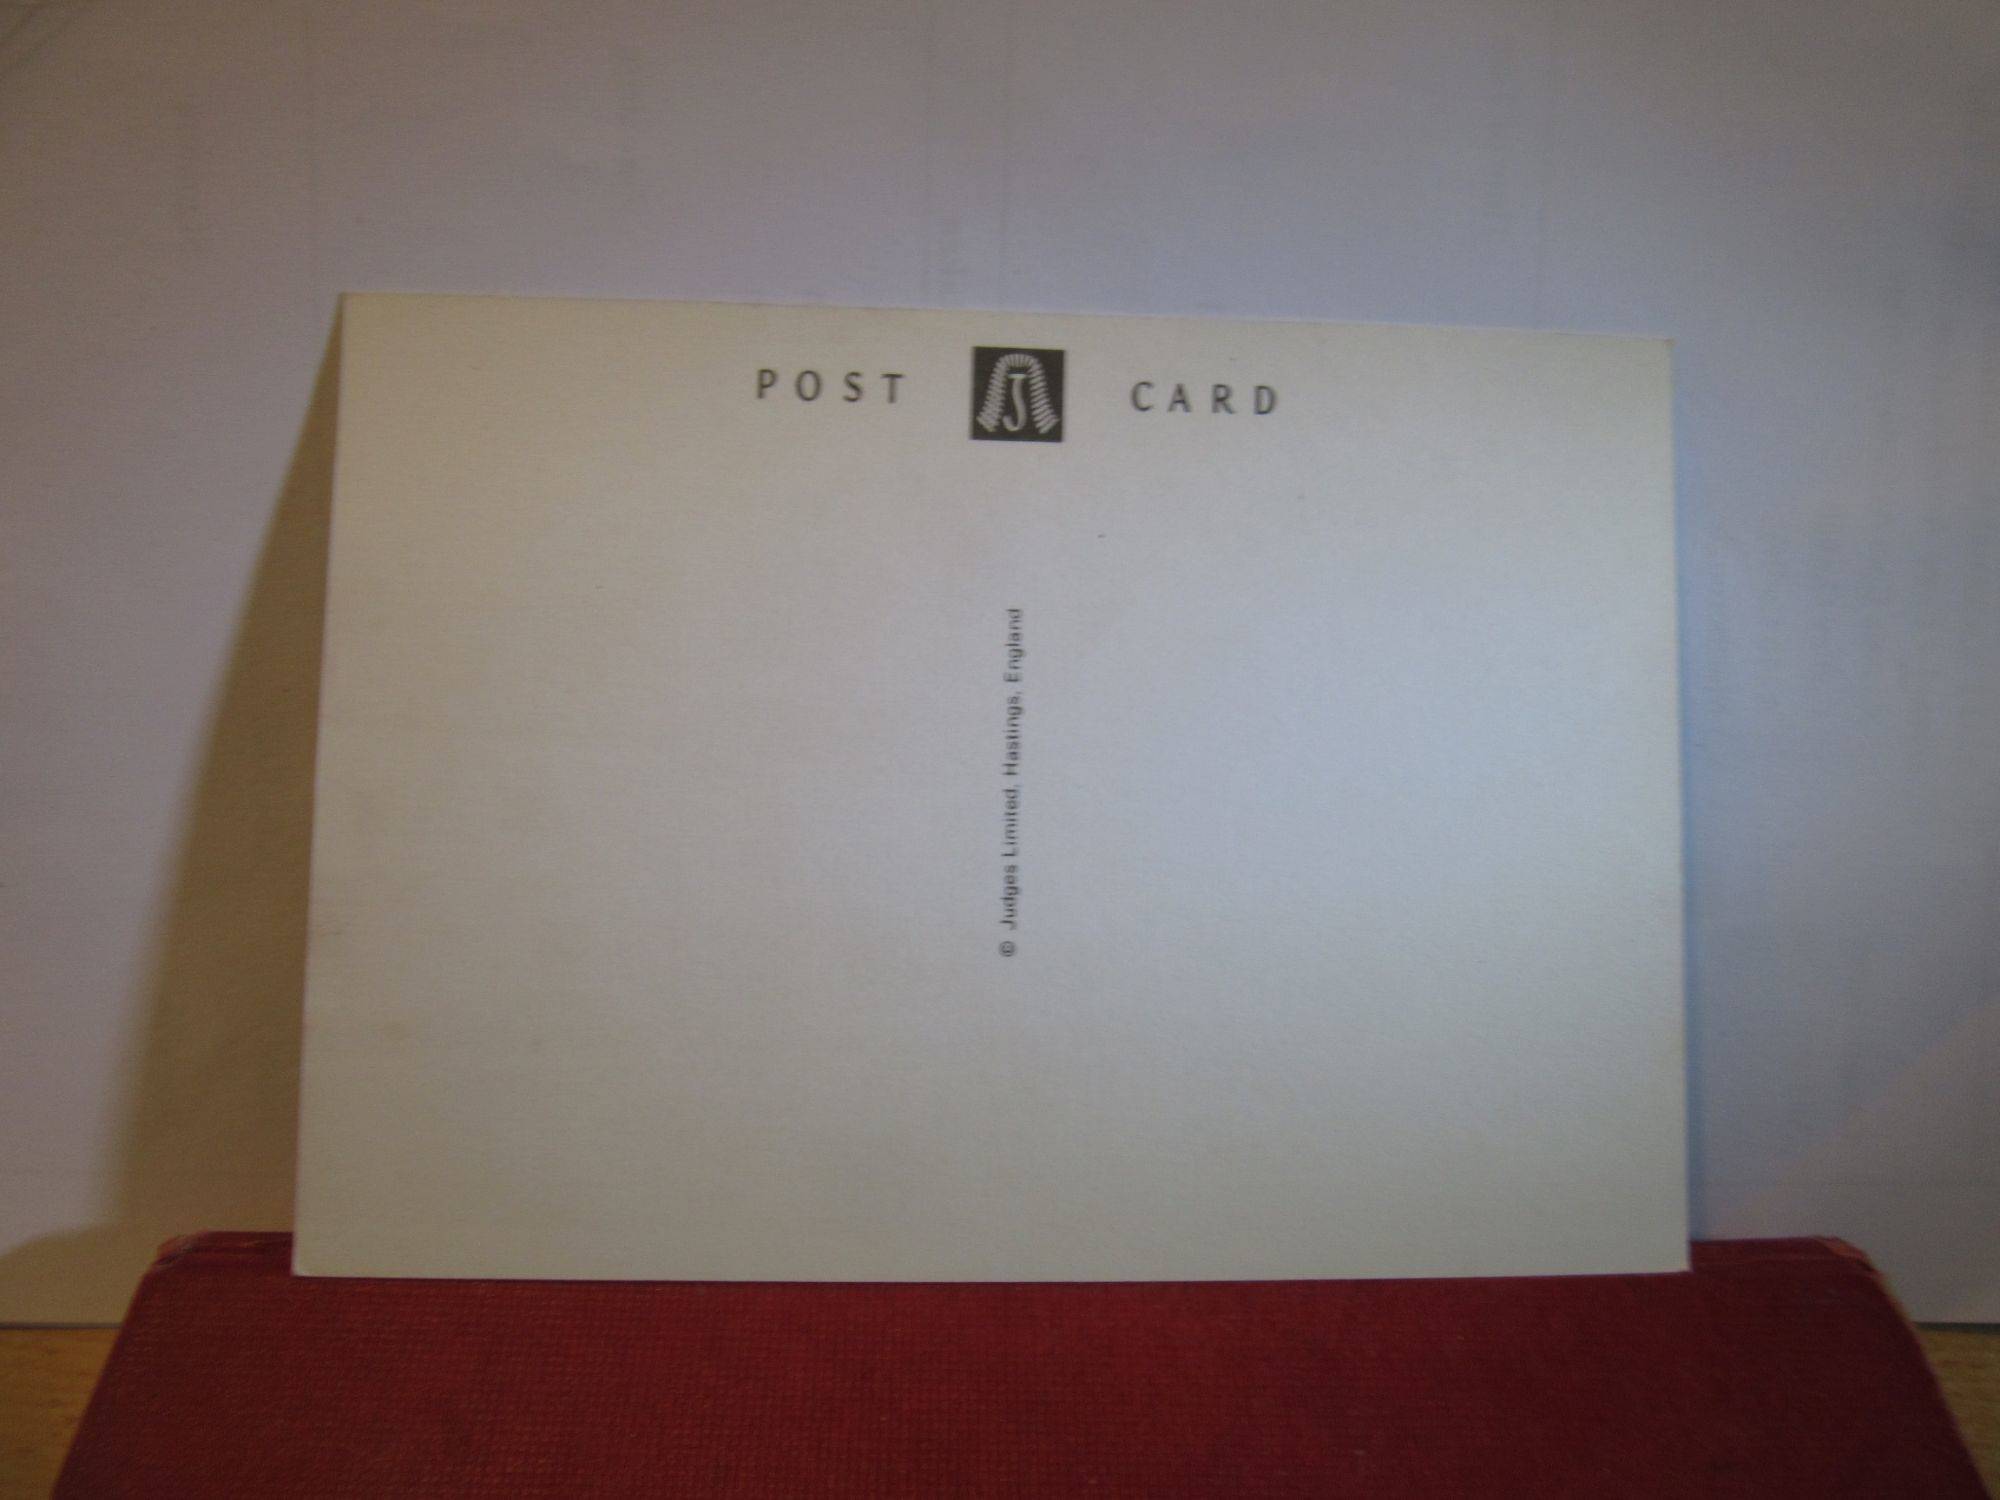 POST J CARD
© Judges Limited, Hastings, England